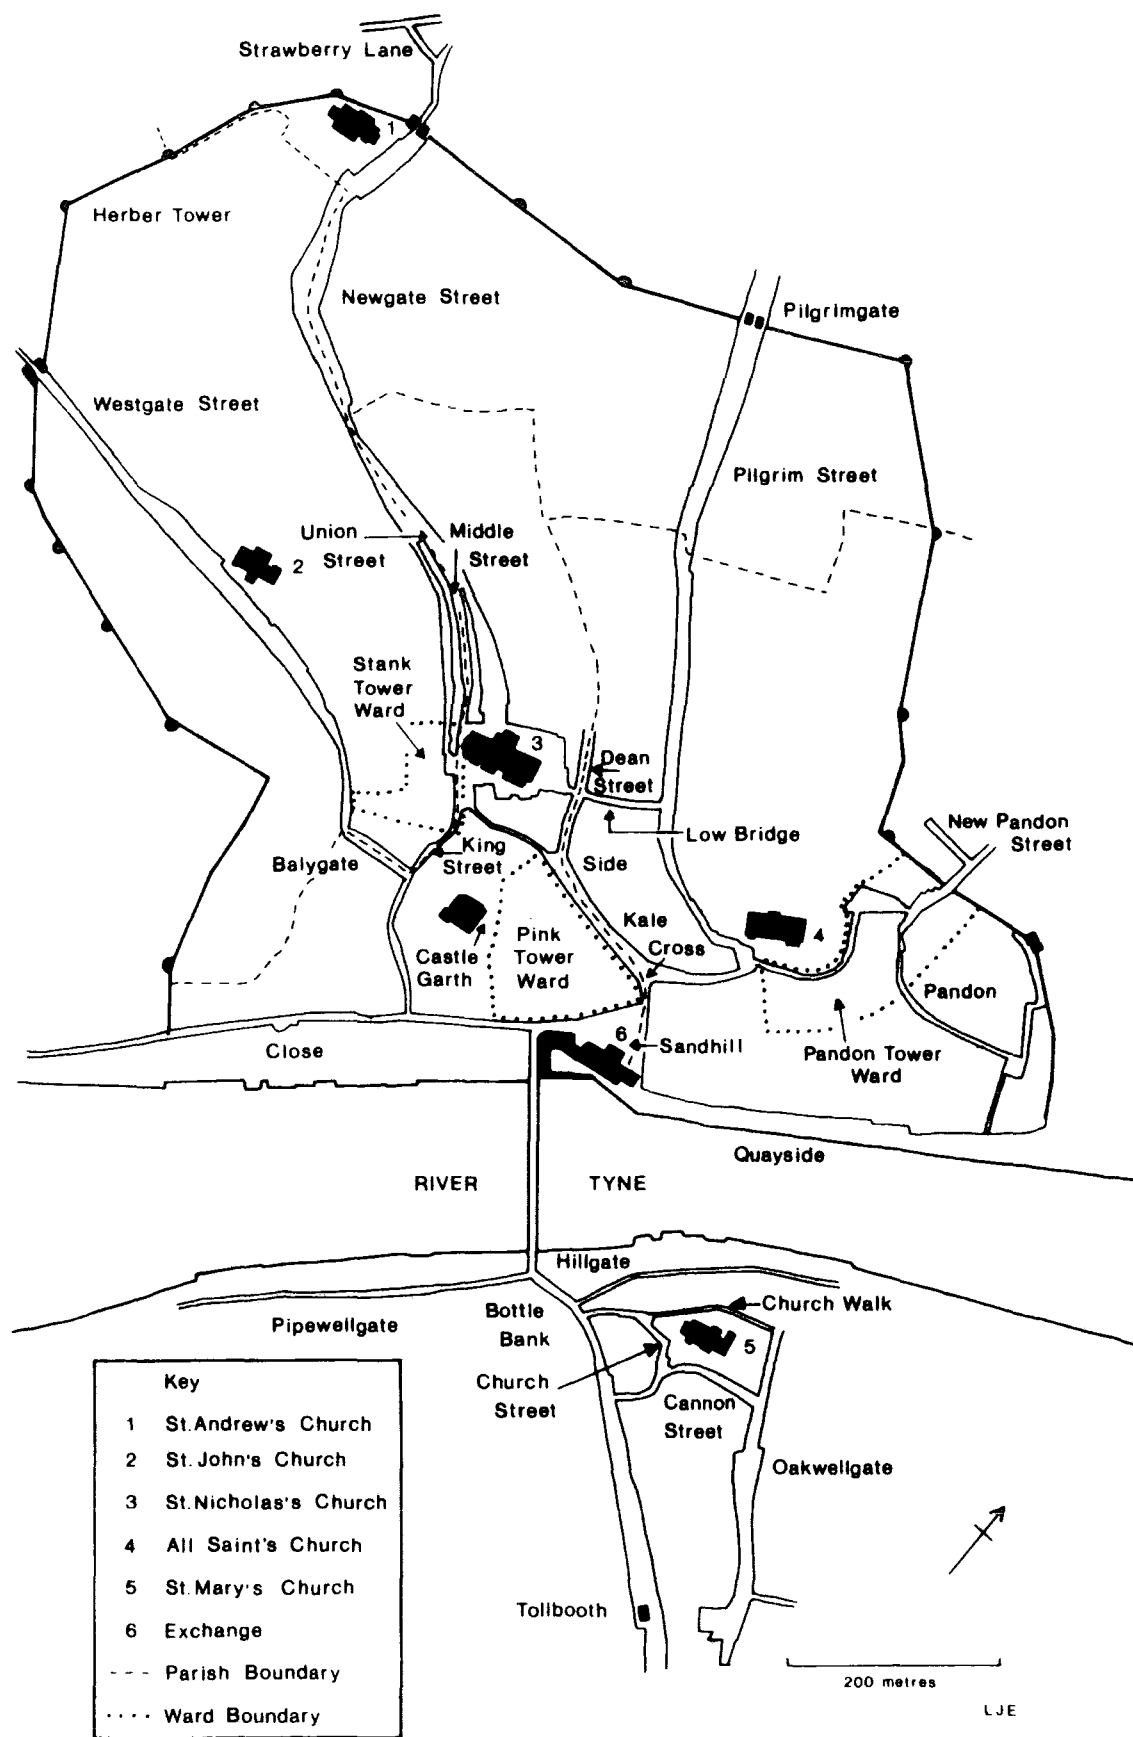 Strawberry Lane
1
Herber Tower
Newgate Street
Pilgrimgate
Westgate Street
Pilgrim Street
Union
Street
Middle
Street
2
Stank
Tower
Ward
3
Dean
Street
Low Bridge
New Pandon
Street
Balygate
King
Street
Side
Kale
Cross
4
Castle
Garth
Pink
Tower
Ward
Pandon
6
Sandhill
Close
Pandon Tower
Ward
Quayside
RIVER TYNE
Hillgate
Church Walk
Bottle
Bank
Pipewellgate
5
Church
Street
Cannon
Street
Oakwellgate
Tollbooth
Key
1 St.Andrew's Church
2 St.John's Church
3 St.Nicholas's Church
4 All Saint's Church
5 St.Mary's Church
6 Exchange
Parish Boundary
Ward Boundary
200 metres
LJE